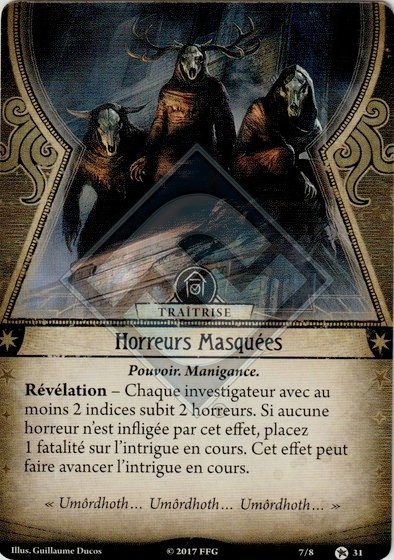 TRAÎTRISE
Horreurs Masquées
Pouvoir. Manigance.
Révélation – Chaque investigateur avec au
moins 2 indices subit 2 horreurs. Si aucune
horreur n'est infligée par cet effet, placez
1 fatalité sur l'intrigue en cours. Cet effet peut
faire avancer l'intrigue en cours.
« Umôrdhoth… Umôrdhoth… Umôrdhoth… »
Illus. Guillaume Ducos © 2017 FFG 7/8 31